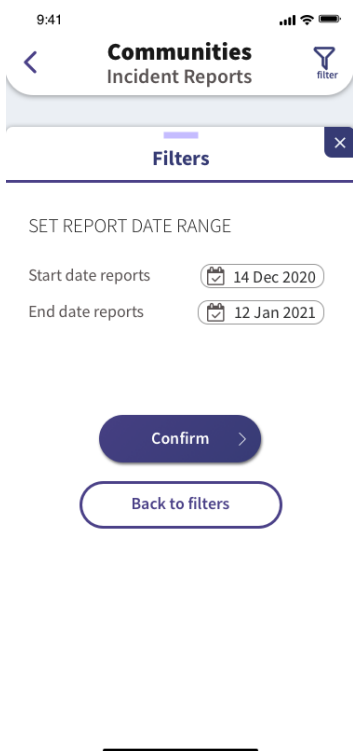 9:41
Communities
Incident Reports
filter
Filters
SET REPORT DATE RANGE
Start date reports
14 Dec 2020
End date reports
12 Jan 2021
Confirm
Back to filters